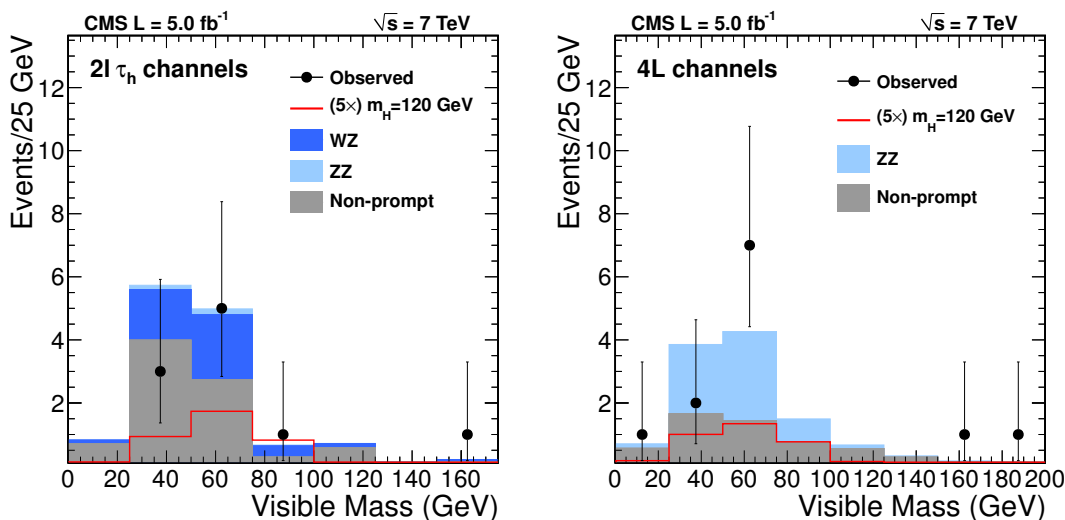 CMS L = 5.0 fb⁻¹ √s = 7 TeV
Events/25 GeV
2l τₕ channels
Observed
(5×) m_H=120 GeV
WZ
ZZ
Non-prompt
12
10
8
6
4
2
0 20 40 60 80 100 120 140 160
Visible Mass (GeV)
CMS L = 5.0 fb⁻¹ √s = 7 TeV
Events/25 GeV
4L channels
Observed
(5×) m_H=120 GeV
ZZ
Non-prompt
12
10
8
6
4
2
0 20 40 60 80 100 120 140 160 180 200
Visible Mass (GeV)